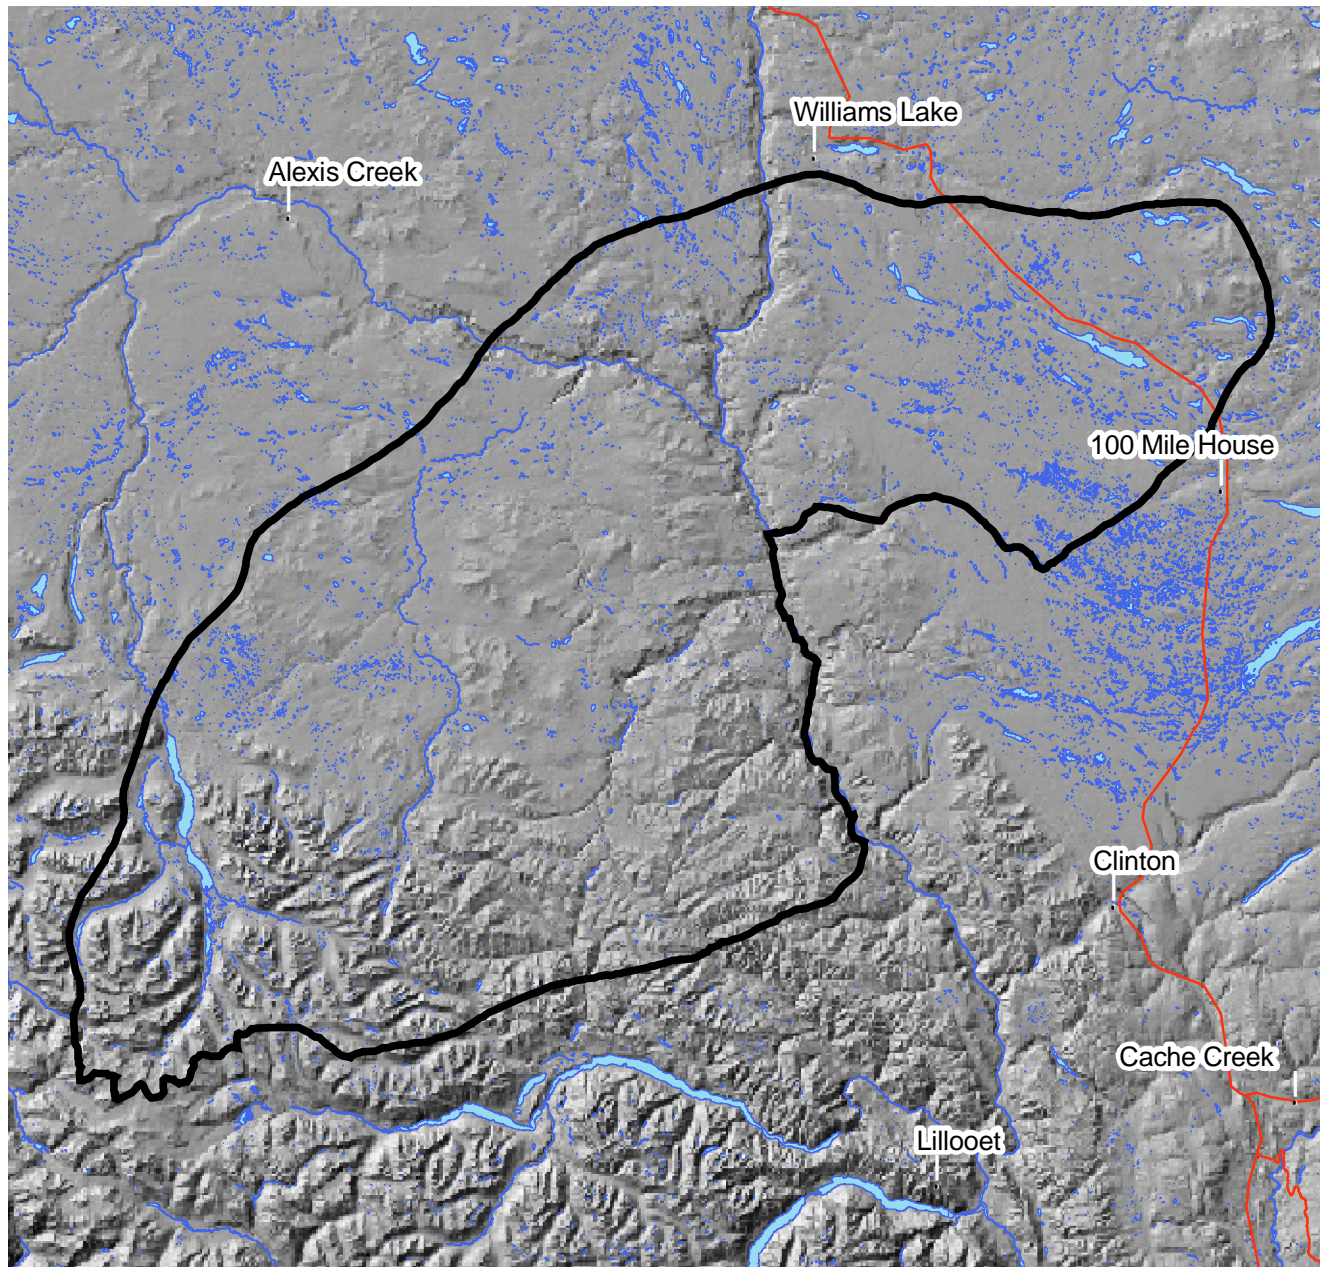 Williams Lake
Alexis Creek
100 Mile House
Clinton
Cache Creek
Lillooet